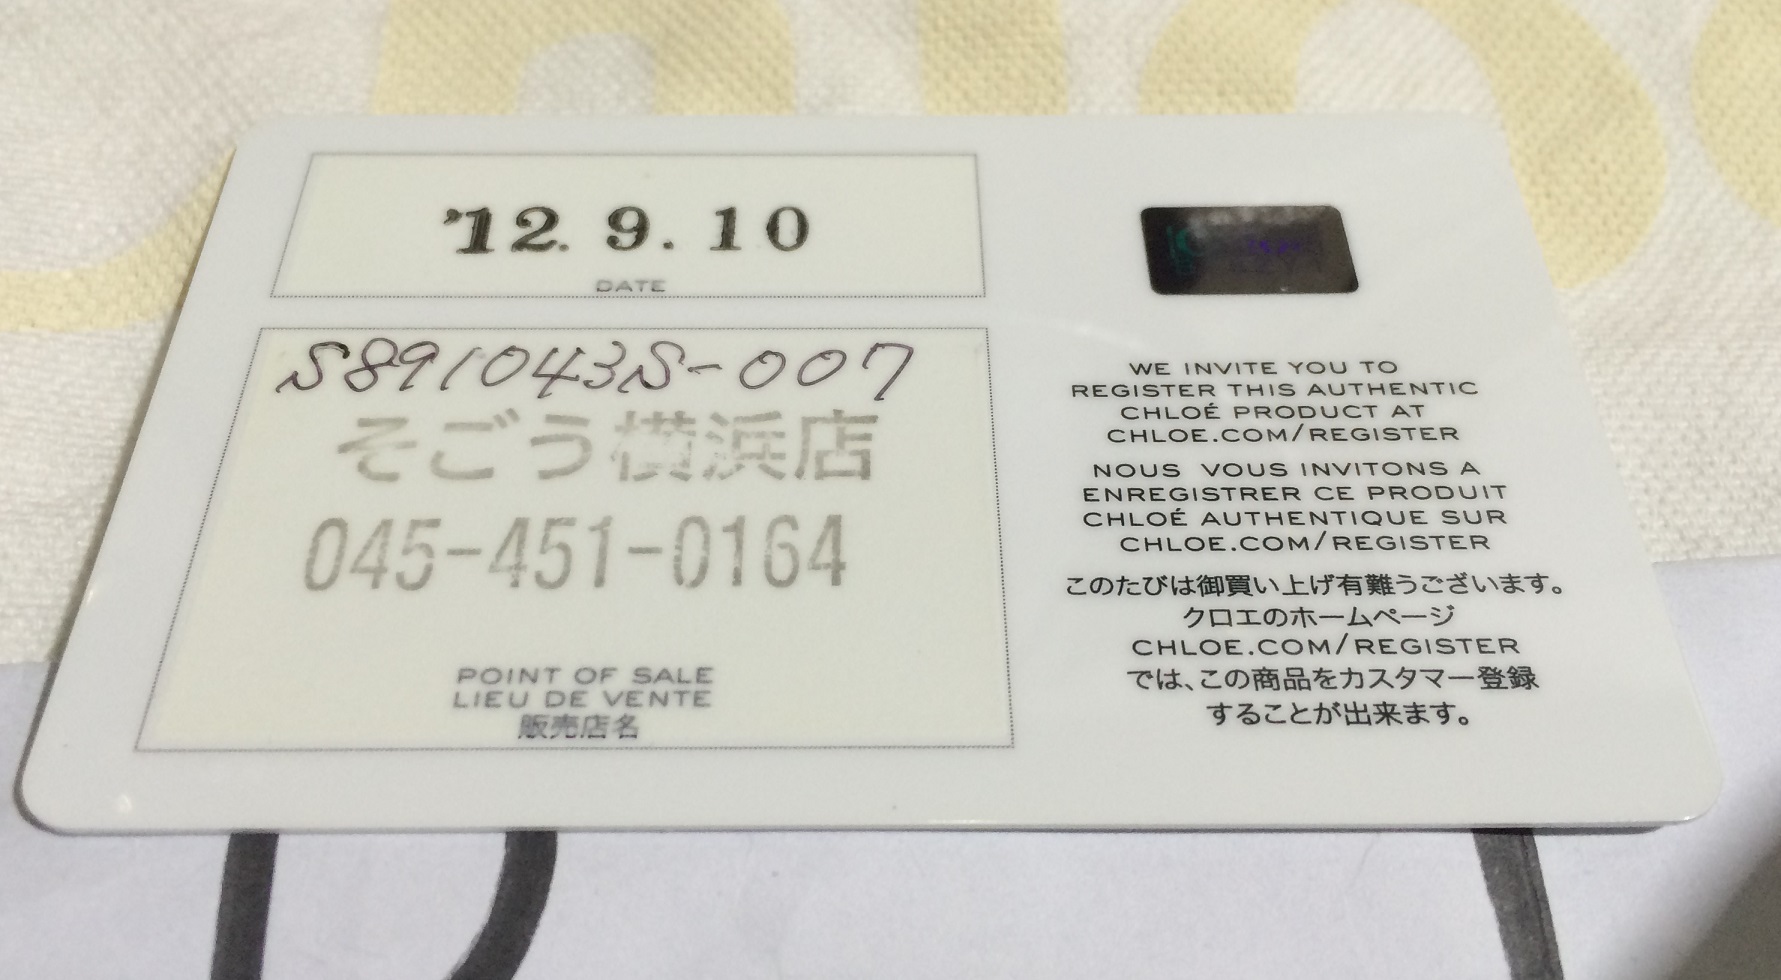 '12. 9. 10
DATE
S891043S-007
そごう横浜店
045-451-0164
POINT OF SALE
LIEU DE VENTE
販売店名
WE INVITE YOU TO
REGISTER THIS AUTHENTIC
CHLOÉ PRODUCT AT
CHLOE.COM/REGISTER
NOUS VOUS INVITONS A
ENREGISTRER CE PRODUIT
CHLOÉ AUTHENTIQUE SUR
CHLOE.COM/REGISTER
このたびは御買い上げ有難うございます。
クロエのホームページ
CHLOE.COM/REGISTER
では、この商品をカスタマー登録
することが出来ます。